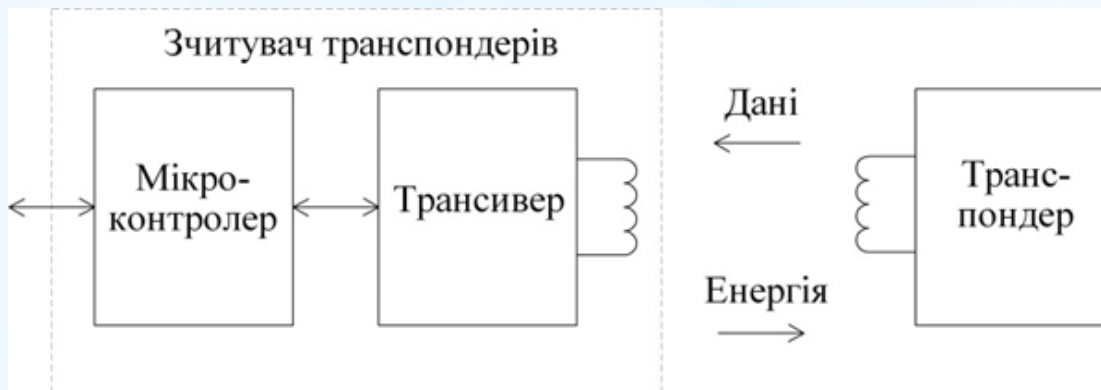 Зчитувач транспондерів
Мікро-
контролер
Трансивер
Дані
Енергія
Транс-
пондер